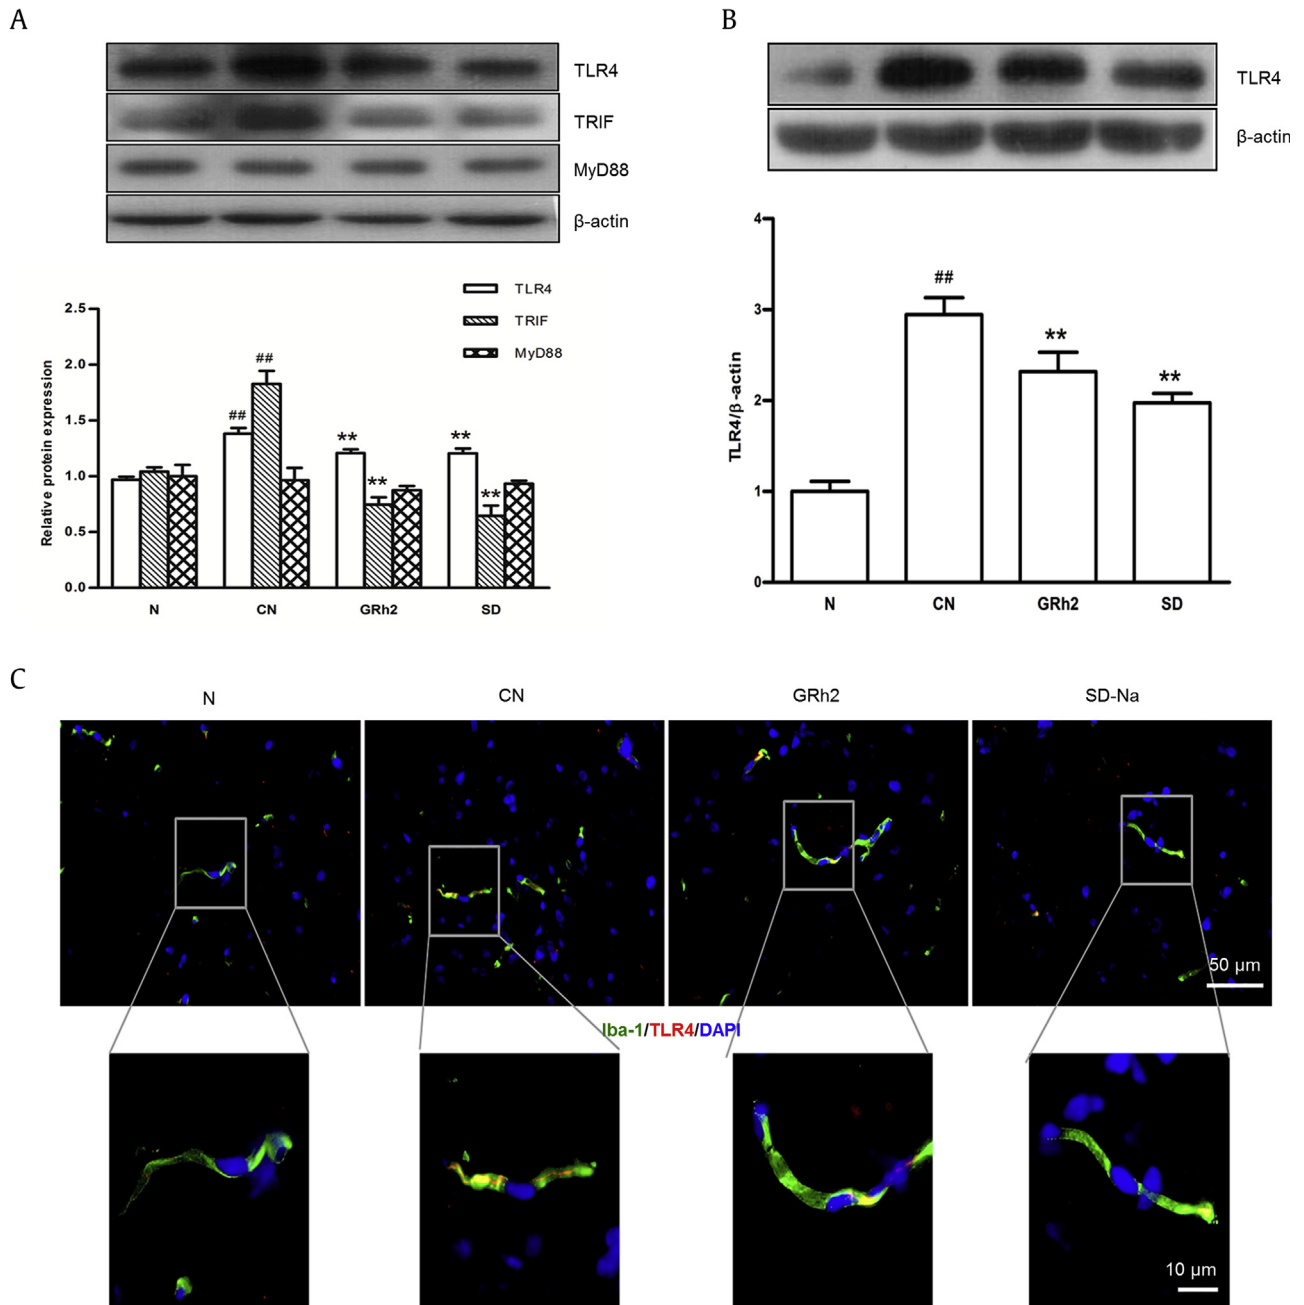 A
TLR4
TRIF
MyD88
β-actin
TLR4
TRIF
MyD88
2.5
2.0
1.5
1.0
0.5
0.0
Relative protein expression
##
##
**
**
**
**
N CN GRh2 SD
B
TLR4
β-actin
4
3
2
1
0
TLR4/β-actin
##
**
**
N CN GRh2 SD
C
N CN GRh2 SD-Na
50 µm
Iba-1/TLR4/DAPI
10 µm